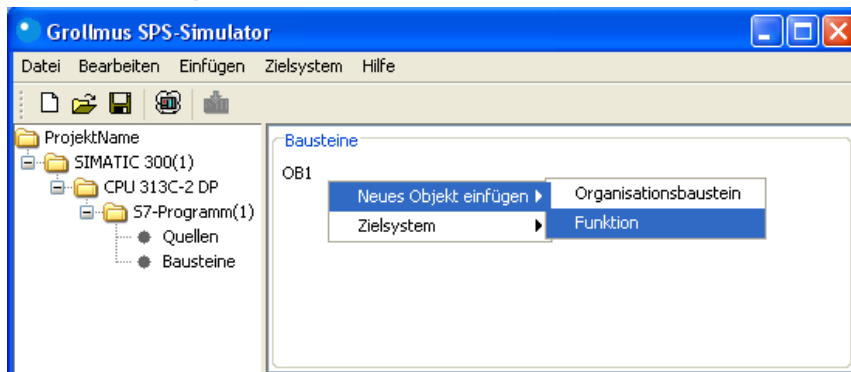 Grollmus SPS-Simulator
Datei Bearbeiten Einfügen Zielsystem Hilfe
ProjektName
SIMATIC 300(1)
CPU 313C-2 DP
S7-Programm(1)
Quellen
Bausteine
Bausteine
OB1
Neues Objekt einfügen
Zielsystem
Organisationsbaustein
Funktion